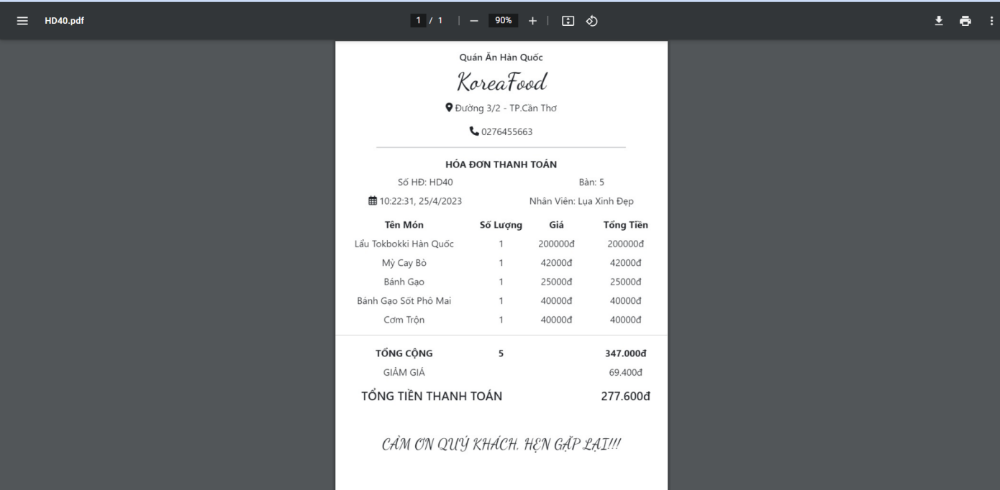 HD40.pdf
1 / 1
90%
Quán Ăn Hàn Quốc
KoreaFood
Đường 3/2 - TP.Cần Thơ
0276455663
HÓA ĐƠN THANH TOÁN
Số HĐ: HD40 Bàn: 5
10:22:31, 25/4/2023 Nhân Viên: Lụa Xinh Đẹp
Tên Món Số Lượng Giá Tổng Tiền
Lẩu Tokbokki Hàn Quốc 1 200000đ 200000đ
Mỳ Cay Bò 1 42000đ 42000đ
Bánh Gạo 1 25000đ 25000đ
Bánh Gạo Sốt Phô Mai 1 40000đ 40000đ
Cơm Trộn 1 40000đ 40000đ
TỔNG CỘNG 5 347.000đ
GIẢM GIÁ 69.400đ
TỔNG TIỀN THANH TOÁN 277.600đ
CẢM ƠN QUÝ KHÁCH, HẸN GẶP LẠI!!!